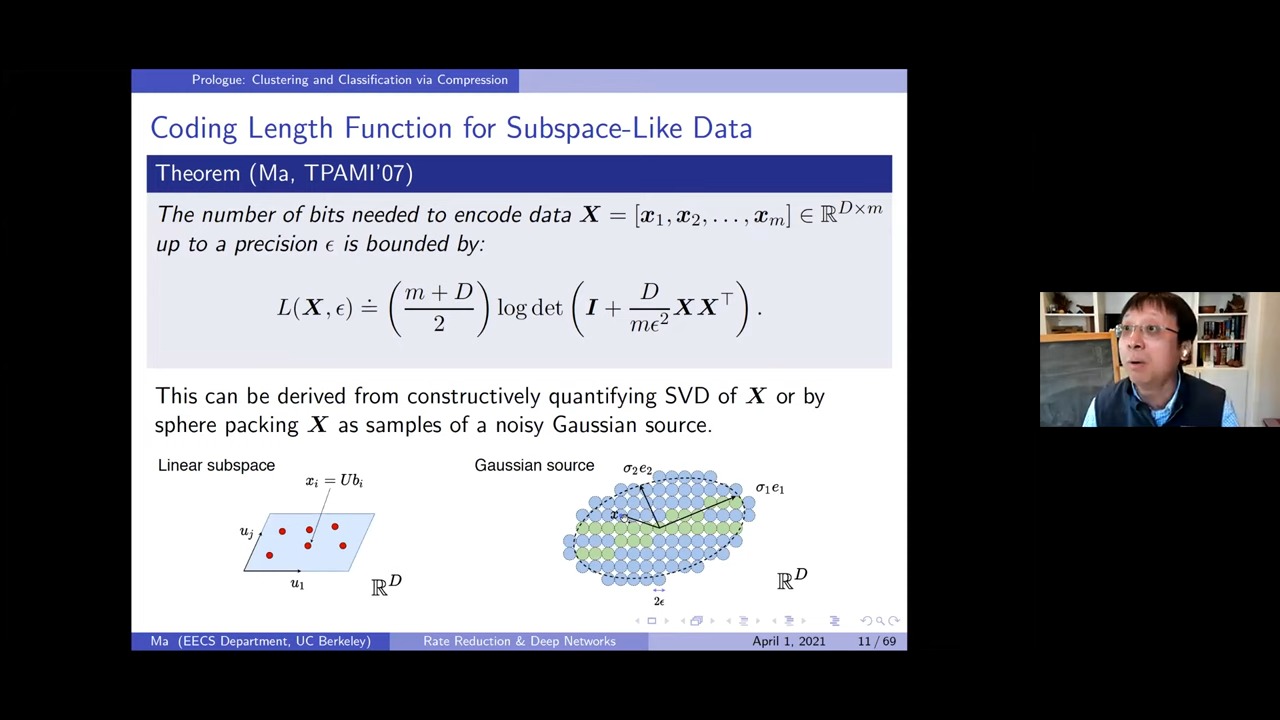 Prologue: Clustering and Classification via Compression
Coding Length Function for Subspace-Like Data
Theorem (Ma, TPAMI'07)
The number of bits needed to encode data X = [x₁, x₂, . . . , xₘ] ∈ ℝ^{D×m}
up to a precision ϵ is bounded by:
L(X, ϵ) ≐ ((m + D)/2) log det (I + (D/(mϵ²)) XX^⊤).
This can be derived from constructively quantifying SVD of X or by
sphere packing X as samples of a noisy Gaussian source.
Linear subspace
xᵢ = Ubᵢ
uⱼ
u₁
ℝ^D
Gaussian source
σ₂e₂
σ₁e₁
x
ℝ^D
2ϵ
Ma (EECS Department, UC Berkeley)
Rate Reduction & Deep Networks
April 1, 2021
11 / 69